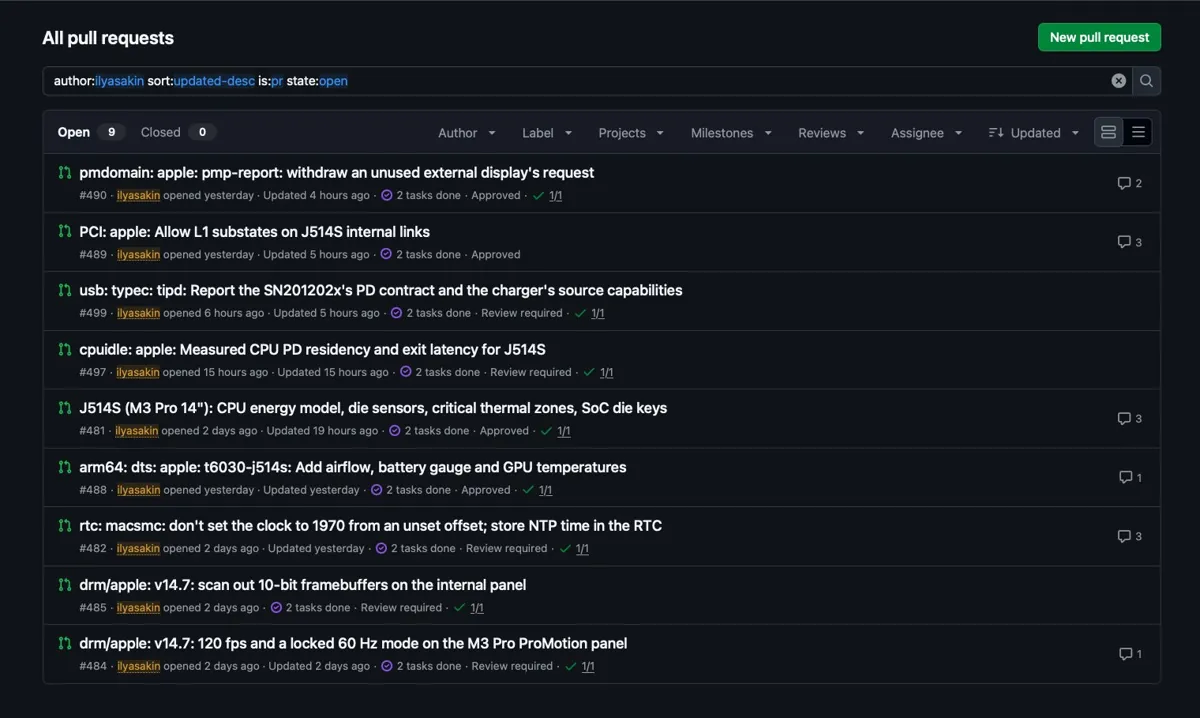 All pull requests
New pull request
author:ilyasakin sort:updated-desc is:pr state:open
Open 9 Closed 0 Author Label Projects Milestones Reviews Assignee Updated
pmdomain: apple: pmp-report: withdraw an unused external display's request
#490 · ilyasakin opened yesterday · Updated 4 hours ago · 2 tasks done · Approved · 1/1
2
PCI: apple: Allow L1 substates on J514S internal links
#489 · ilyasakin opened yesterday · Updated 5 hours ago · 2 tasks done · Approved
3
usb: typec: tipd: Report the SN201202x's PD contract and the charger's source capabilities
#499 · ilyasakin opened 6 hours ago · Updated 5 hours ago · 2 tasks done · Review required · 1/1
cpuidle: apple: Measured CPU PD residency and exit latency for J514S
#497 · ilyasakin opened 15 hours ago · Updated 15 hours ago · 2 tasks done · Review required · 1/1
J514S (M3 Pro 14"): CPU energy model, die sensors, critical thermal zones, SoC die keys
#481 · ilyasakin opened 2 days ago · Updated 19 hours ago · 2 tasks done · Approved · 1/1
3
arm64: dts: apple: t6030-j514s: Add airflow, battery gauge and GPU temperatures
#488 · ilyasakin opened yesterday · Updated yesterday · 2 tasks done · Approved · 1/1
1
rtc: macsmc: don't set the clock to 1970 from an unset offset; store NTP time in the RTC
#482 · ilyasakin opened 2 days ago · Updated yesterday · 2 tasks done · Review required · 1/1
3
drm/apple: v14.7: scan out 10-bit framebuffers on the internal panel
#485 · ilyasakin opened 2 days ago · 2 tasks done · Review required · 1/1
drm/apple: v14.7: 120 fps and a locked 60 Hz mode on the M3 Pro ProMotion panel
#484 · ilyasakin opened 2 days ago · Updated 2 days ago · 2 tasks done · Review required · 1/1
1